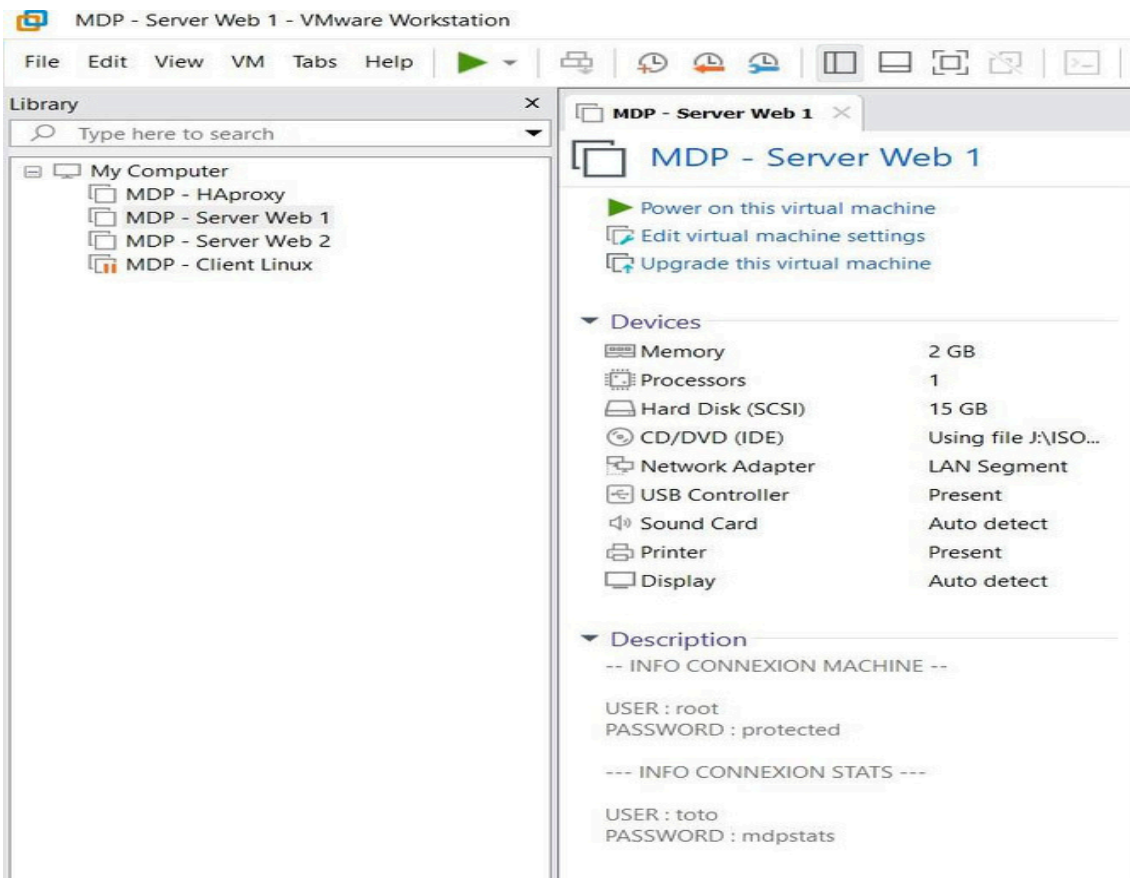 MDP - Server Web 1 - VMware Workstation
File Edit View VM Tabs Help
Library
Type here to search
My Computer
MDP - HAproxy
MDP - Server Web 1
MDP - Server Web 2
MDP - Client Linux
MDP - Server Web 1
MDP - Server Web 1
Power on this virtual machine
Edit virtual machine settings
Upgrade this virtual machine
Devices
Memory 2 GB
Processors 1
Hard Disk (SCSI) 15 GB
CD/DVD (IDE) Using file J:\ISO...
Network Adapter LAN Segment
USB Controller Present
Sound Card Auto detect
Printer Present
Display Auto detect
Description
-- INFO CONNEXION MACHINE --
USER : root
PASSWORD : protected
--- INFO CONNEXION STATS ---
USER : toto
PASSWORD : mdpstats